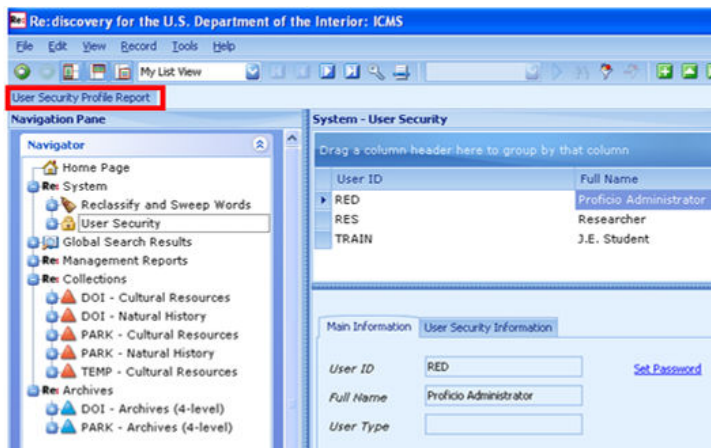 Re: Re:discovery for the U.S. Department of the Interior: ICMS
File Edit View Record Tools Help
My List View
User Security Profile Report
Navigation Pane
Navigator
Home Page
Re: System
Reclassify and Sweep Words
User Security
Global Search Results
Re: Management Reports
Re: Collections
DOI - Cultural Resources
DOI - Natural History
PARK - Cultural Resources
PARK - Natural History
TEMP - Cultural Resources
Re: Archives
DOI - Archives (4-level)
PARK - Archives (4-level)
System - User Security
Drag a column header here to group by that column
User ID Full Name
RED Proficio Administrator
RES Researcher
TRAIN J.E. Student
Main Information User Security Information
User ID RED Set Password
Full Name Proficio Administrator
User Type